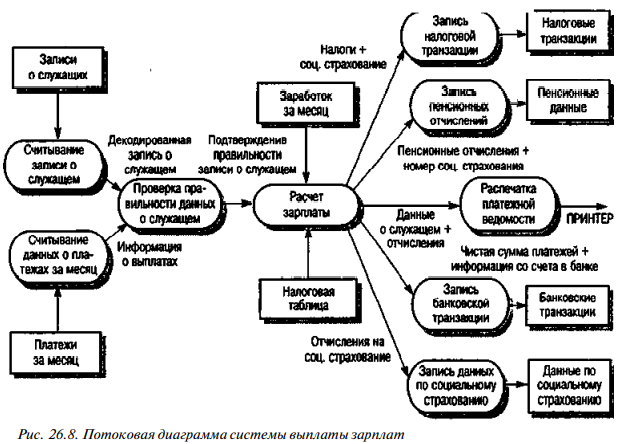 Записи
о служащих
Считывание
записи о
служащем
Декодированная
запись о
служащем
Считывание
данных о пла-
тежах за месяц
Платежи
за месяц
Проверка пра-
вильности данных
о служащем
Информация
о выплатах
Подтверждения
правильности
записи о служащем
Заработок
за месяц
Расчет
зарплаты
Налоговая
таблица
Налоги +
соц. страхование
Запись
налоговой
транзакции
Налоговые
транзакции
Запись
пенсионных
отчислений
Пенсионные
данные
Пенсионные отчисления +
номер соц. страхования
Распечатка
платежной
ведомости
ПРИНТЕР
Данные
о служащем +
отчисления
Чистая сумма платежей +
информация со счета в банке
Запись
банковской
транзакции
Банковские
транзакции
Отчисления на
соц. страхование
Запись данных
по социальному
страхованию
Данные по
социальному
страхованию
Рис. 26.8. Потоковая диаграмма системы выплаты зарплат